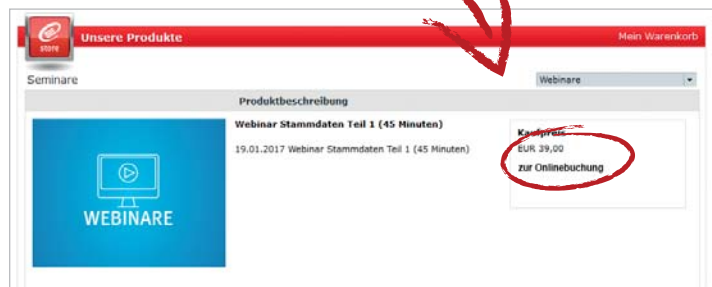 store
Unsere Produkte
Mein Warenkorb
Seminare
Webinare
Produktbeschreibung
Webinar Stammdaten Teil 1 (45 Minuten)
19.01.2017 Webinar Stammdaten Teil 1 (45 Minuten)
WEBINARE
Kaufpreis
EUR 39,00
zur Onlinebuchung